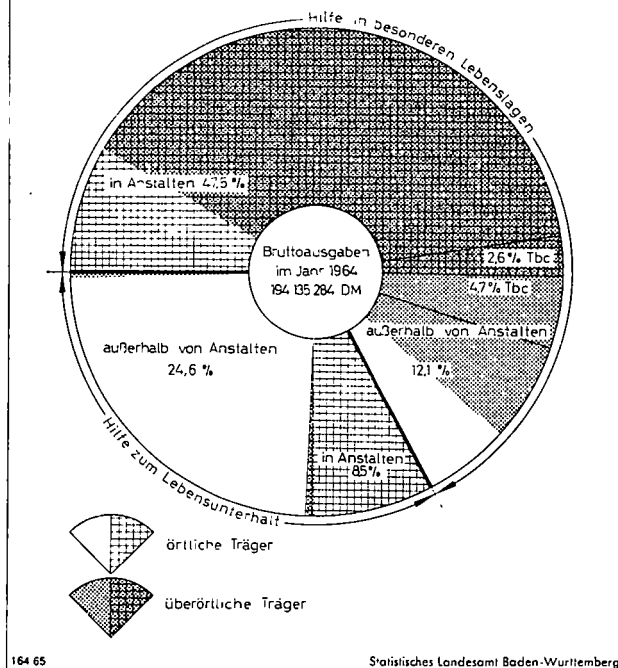 Hilfe in besonderen Lebenslagen
in Anstalten 47,5 %
Bruttoausgaben
im Jahr 1964
194 135 284 DM
2,6 % Tbc
4,7 % Tbc
außerhalb von Anstalten
12,1 %
außerhalb von Anstalten
24,6 %
in Anstalten
8,5 %
Hilfe zum Lebensunterhalt
örtliche Träger
überörtliche Träger
164 65
Statistisches Landesamt Baden-Wurttemberg